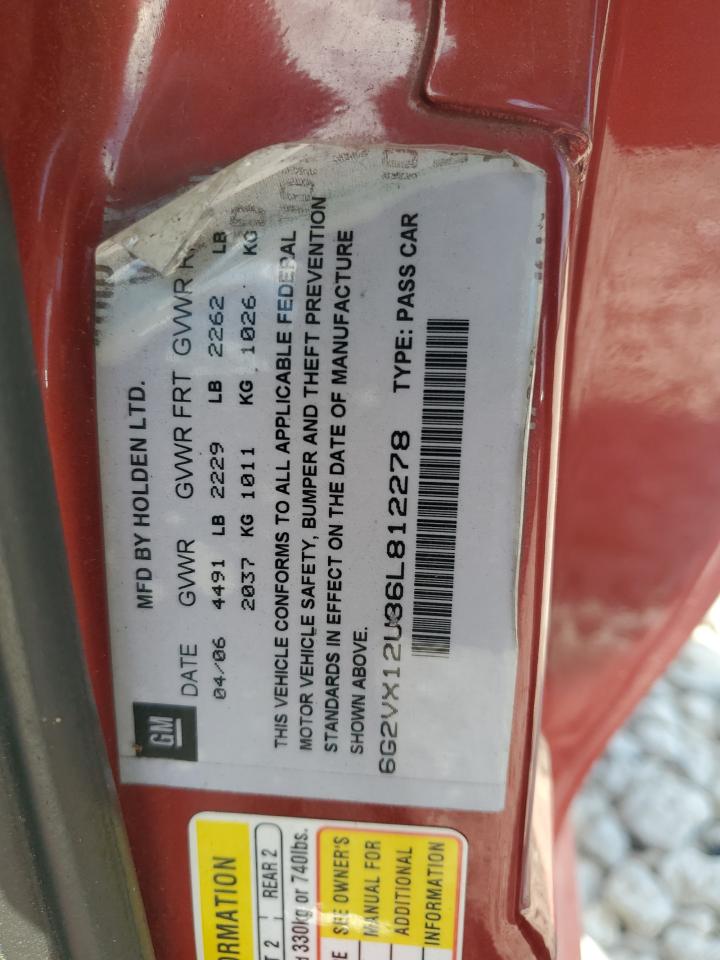 GM
MFD BY HOLDEN LTD.
DATE GVWR GVWR FRT GVWR
04/06 4491 LB 2229 LB 2262 LB
2037 KG 1011 KG 1026 KG
THIS VEHICLE CONFORMS TO ALL APPLICABLE FEDERAL
MOTOR VEHICLE SAFETY, BUMPER AND THEFT PREVENTION
STANDARDS IN EFFECT ON THE DATE OF MANUFACTURE
SHOWN ABOVE.
6G2VX12U86L812278 TYPE: PASS CAR
ORMATION
2 REAR 2
330kg or 740lbs.
SEE OWNER'S
MANUAL FOR
ADDITIONAL
INFORMATION